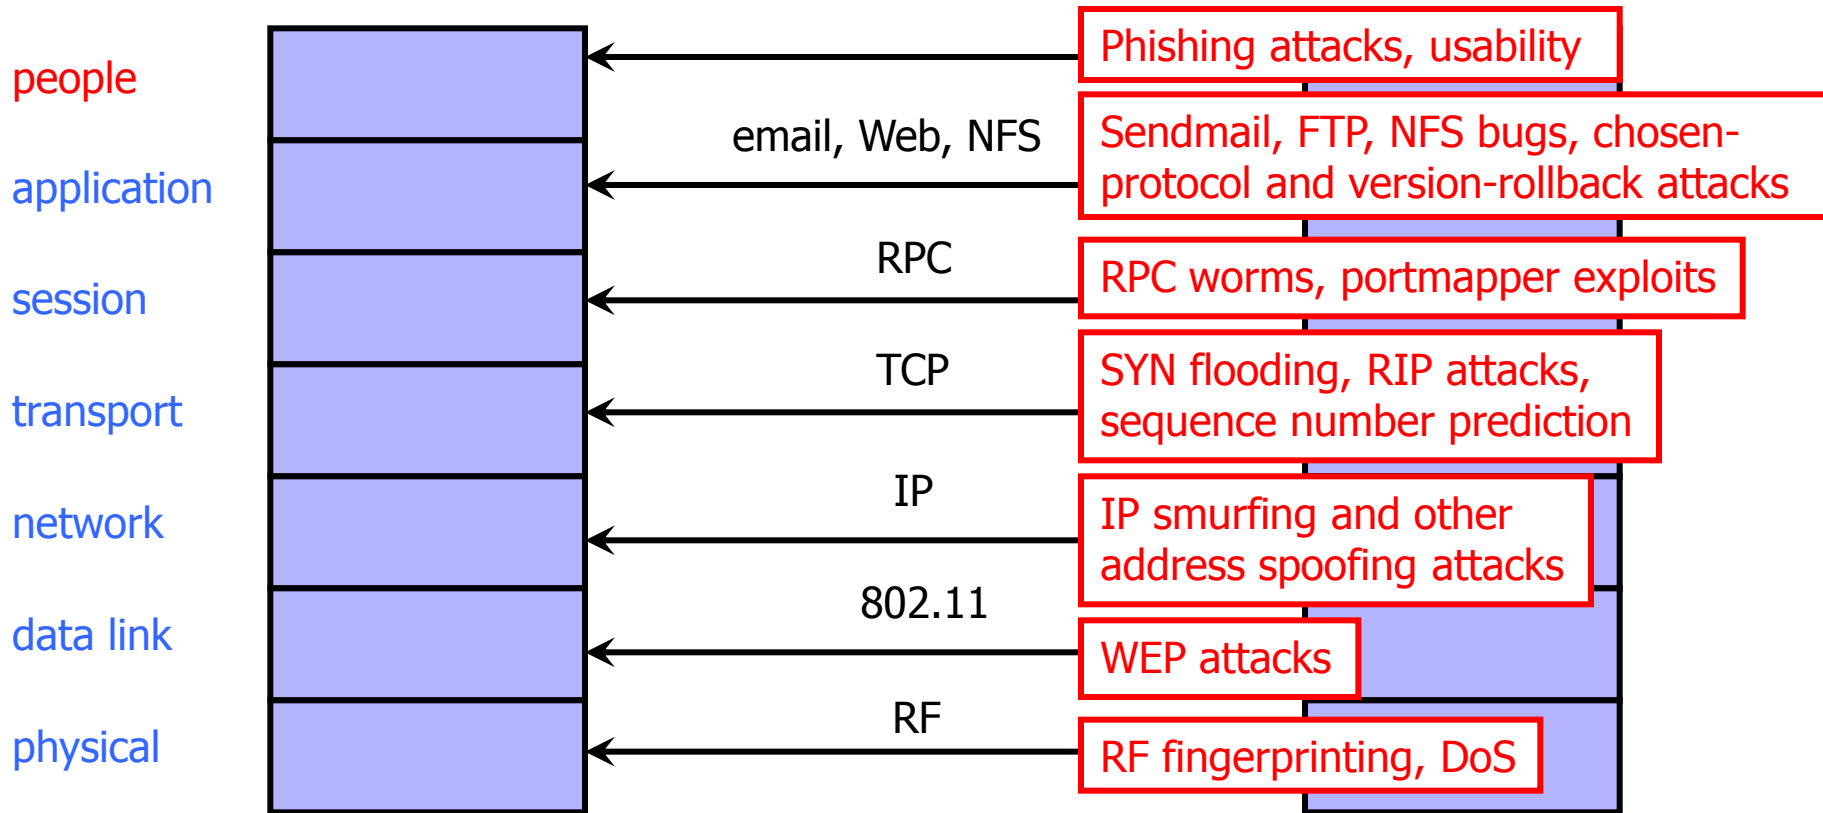 people
Phishing attacks, usability
application
email, Web, NFS
Sendmail, FTP, NFS bugs, chosen-
protocol and version-rollback attacks
session
RPC
RPC worms, portmapper exploits
transport
TCP
SYN flooding, RIP attacks,
sequence number prediction
network
IP
IP smurfing and other
address spoofing attacks
data link
802.11
WEP attacks
physical
RF
RF fingerprinting, DoS